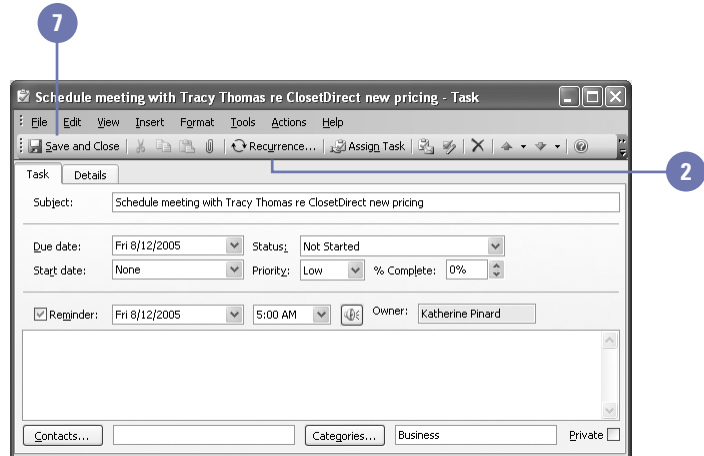 7
Schedule meeting with Tracy Thomas re ClosetDirect new pricing - Task
File Edit View Insert Format Tools Actions Help
Save and Close Recurrence... Assign Task
2
Task Details
Subject: Schedule meeting with Tracy Thomas re ClosetDirect new pricing
Due date: Fri 8/12/2005 Status: Not Started
Start date: None Priority: Low % Complete: 0%
Reminder: Fri 8/12/2005 5:00 AM Owner: Katherine Pinard
Contacts... Categories... Business Private